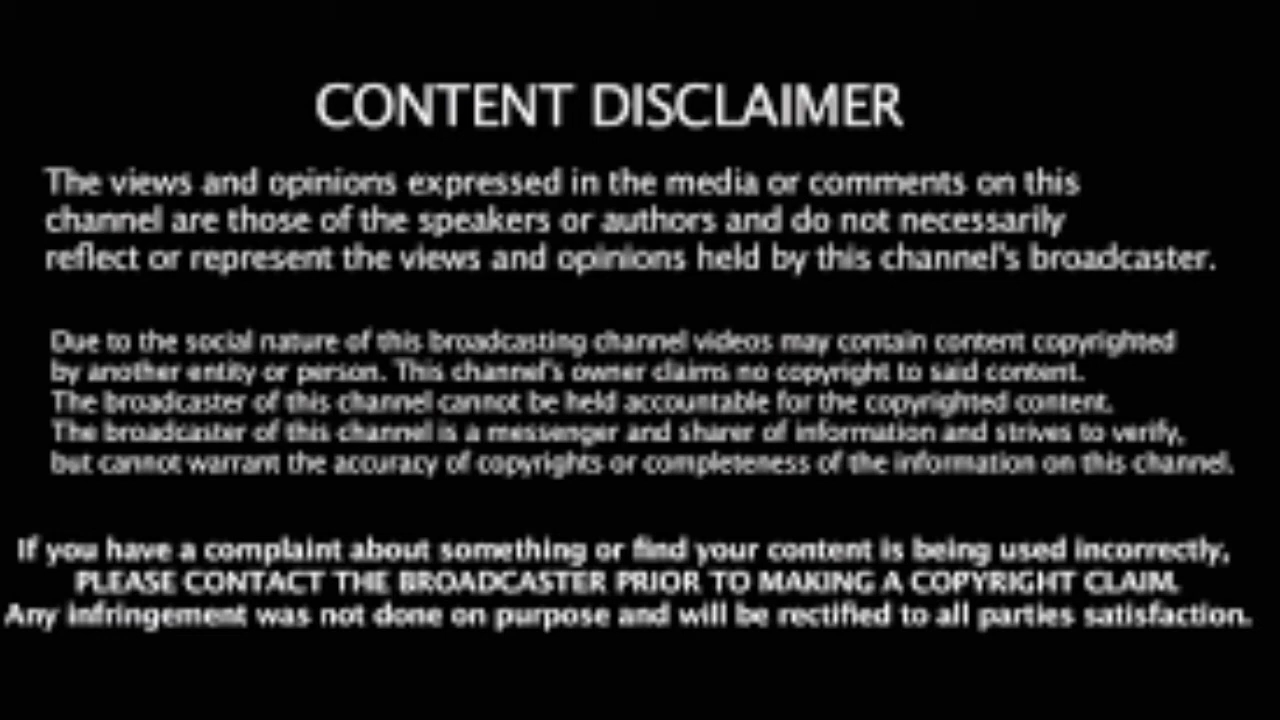 CONTENT DISCLAIMER
The views and opinions expressed in the media or comments on this
channel are those of the speakers or authors and do not necessarily
reflect or represent the views and opinions held by this channel's broadcaster.
Due to the social nature of this broadcasting channel videos may contain content copyrighted
by another entity or person. This channel's owner claims no copyright to said content.
The broadcaster of this channel cannot be held accountable for the copyrighted content.
The broadcaster of this channel is a messenger and sharer of information and strives to verify,
but cannot warrant the accuracy of copyrights or completeness of the information on this channel.
If you have a complaint about something or find your content is being used incorrectly,
PLEASE CONTACT THE BROADCASTER PRIOR TO MAKING A COPYRIGHT CLAIM.
Any infringement was not done on purpose and will be rectified to all parties satisfaction.